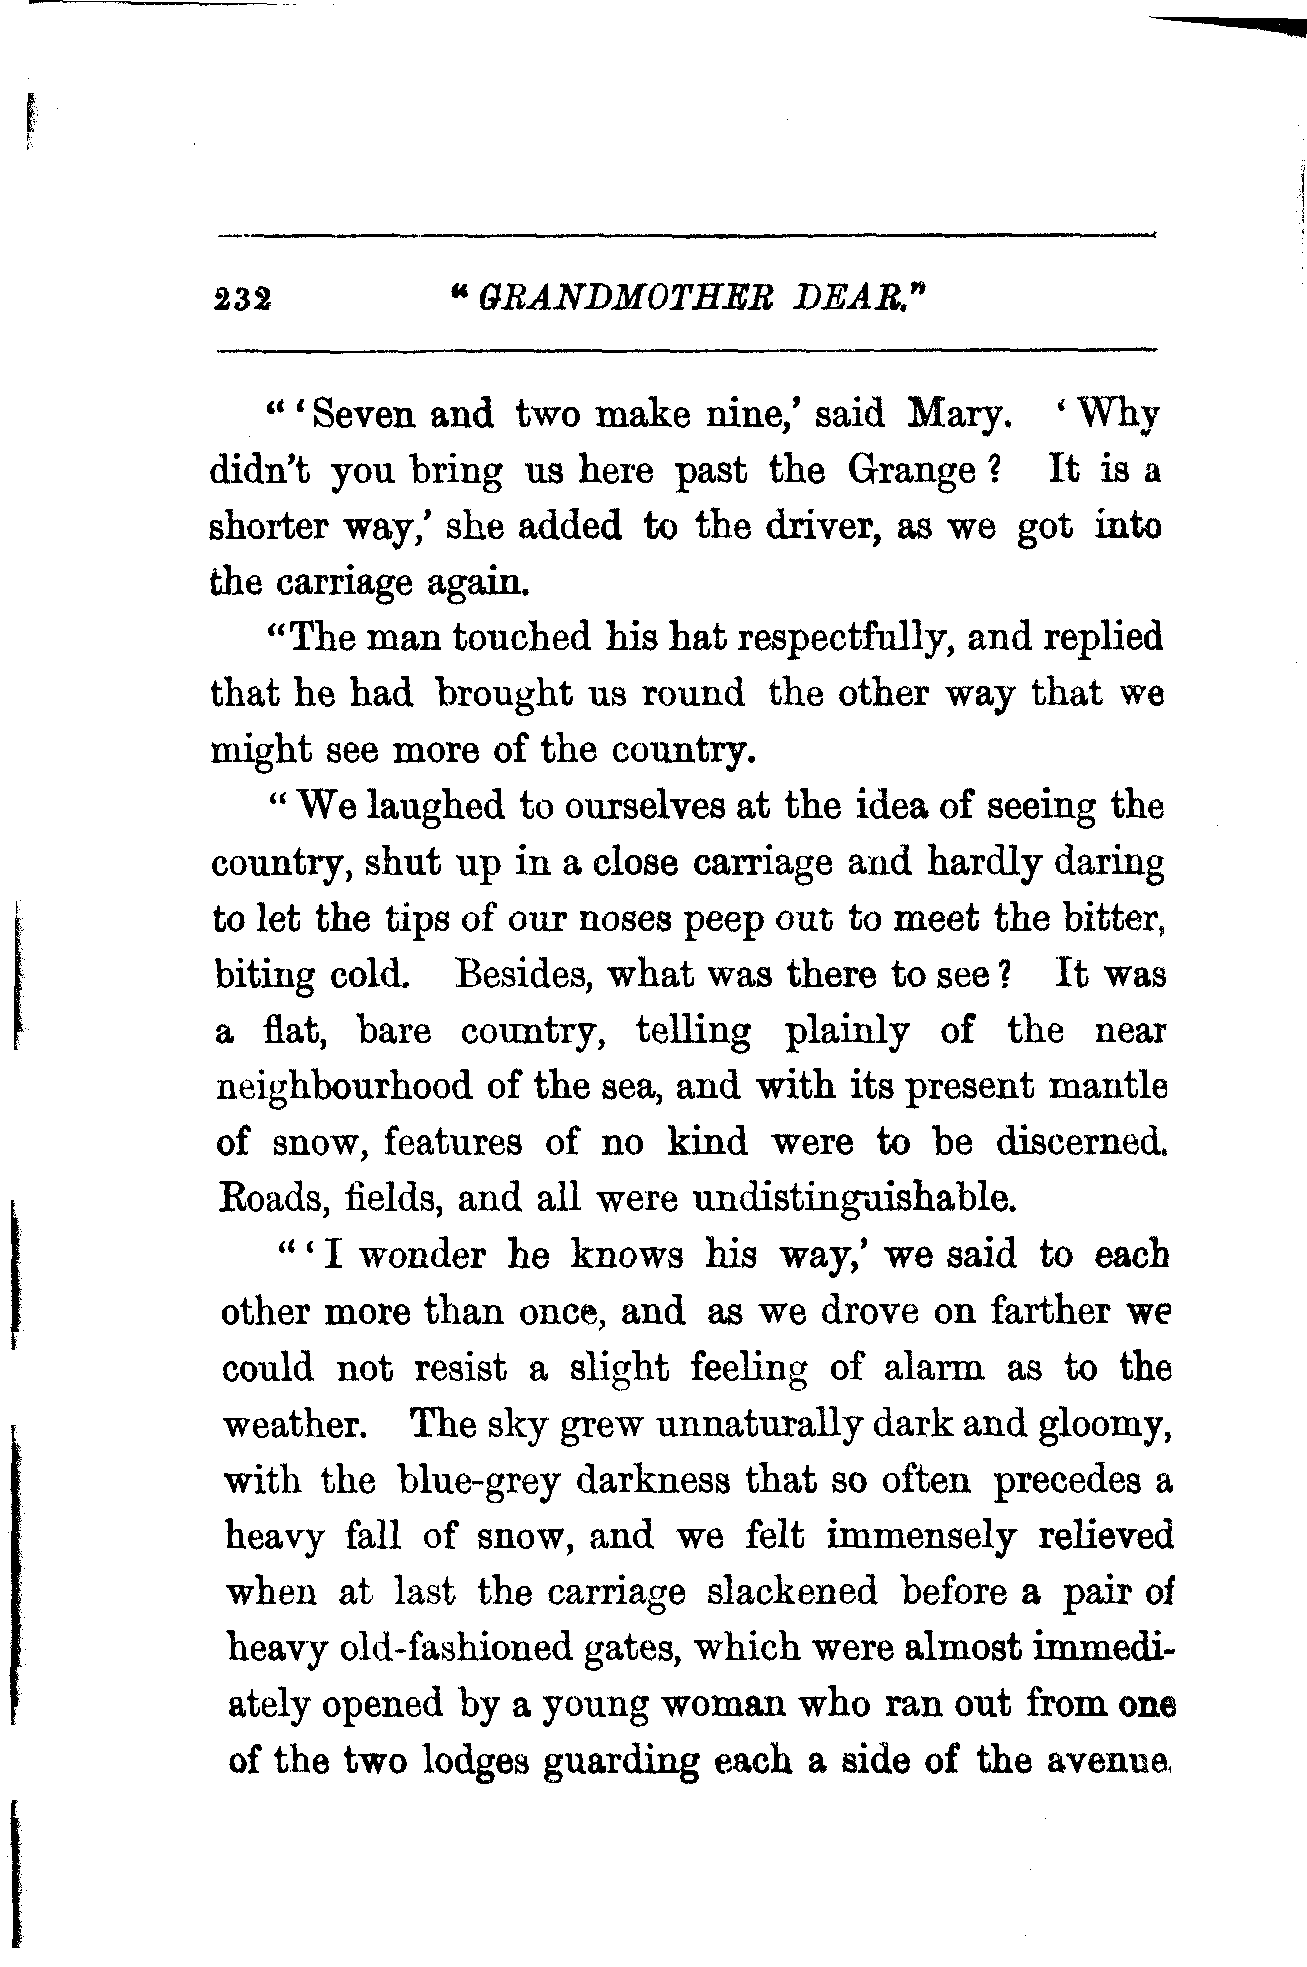 232 "GRANDMOTHER DEAR."
"'Seven and two make nine,' said Mary. 'Why
didn't you bring us here past the Grange? It is a
shorter way,' she added to the driver, as we got into
the carriage again.
"The man touched his hat respectfully, and replied
that he had brought us round the other way that we
might see more of the country.
"We laughed to ourselves at the idea of seeing the
country, shut up in a close carriage and hardly daring
to let the tips of our noses peep out to meet the bitter,
biting cold. Besides, what was there to see? It was
a flat, bare country, telling plainly of the near
neighbourhood of the sea, and with its present mantle
of snow, features of no kind were to be discerned.
Roads, fields, and all were undistinguishable.
"'I wonder he knows his way,' we said to each
other more than once, and as we drove on farther we
could not resist a slight feeling of alarm as to the
weather. The sky grew unnaturally dark and gloomy,
with the blue-grey darkness that so often precedes a
heavy fall of snow, and we felt immensely relieved
when at last the carriage slackened before a pair of
heavy old-fashioned gates, which were almost immedi-
ately opened by a young woman who ran out from one
of the two lodges guarding each a side of the avenue.